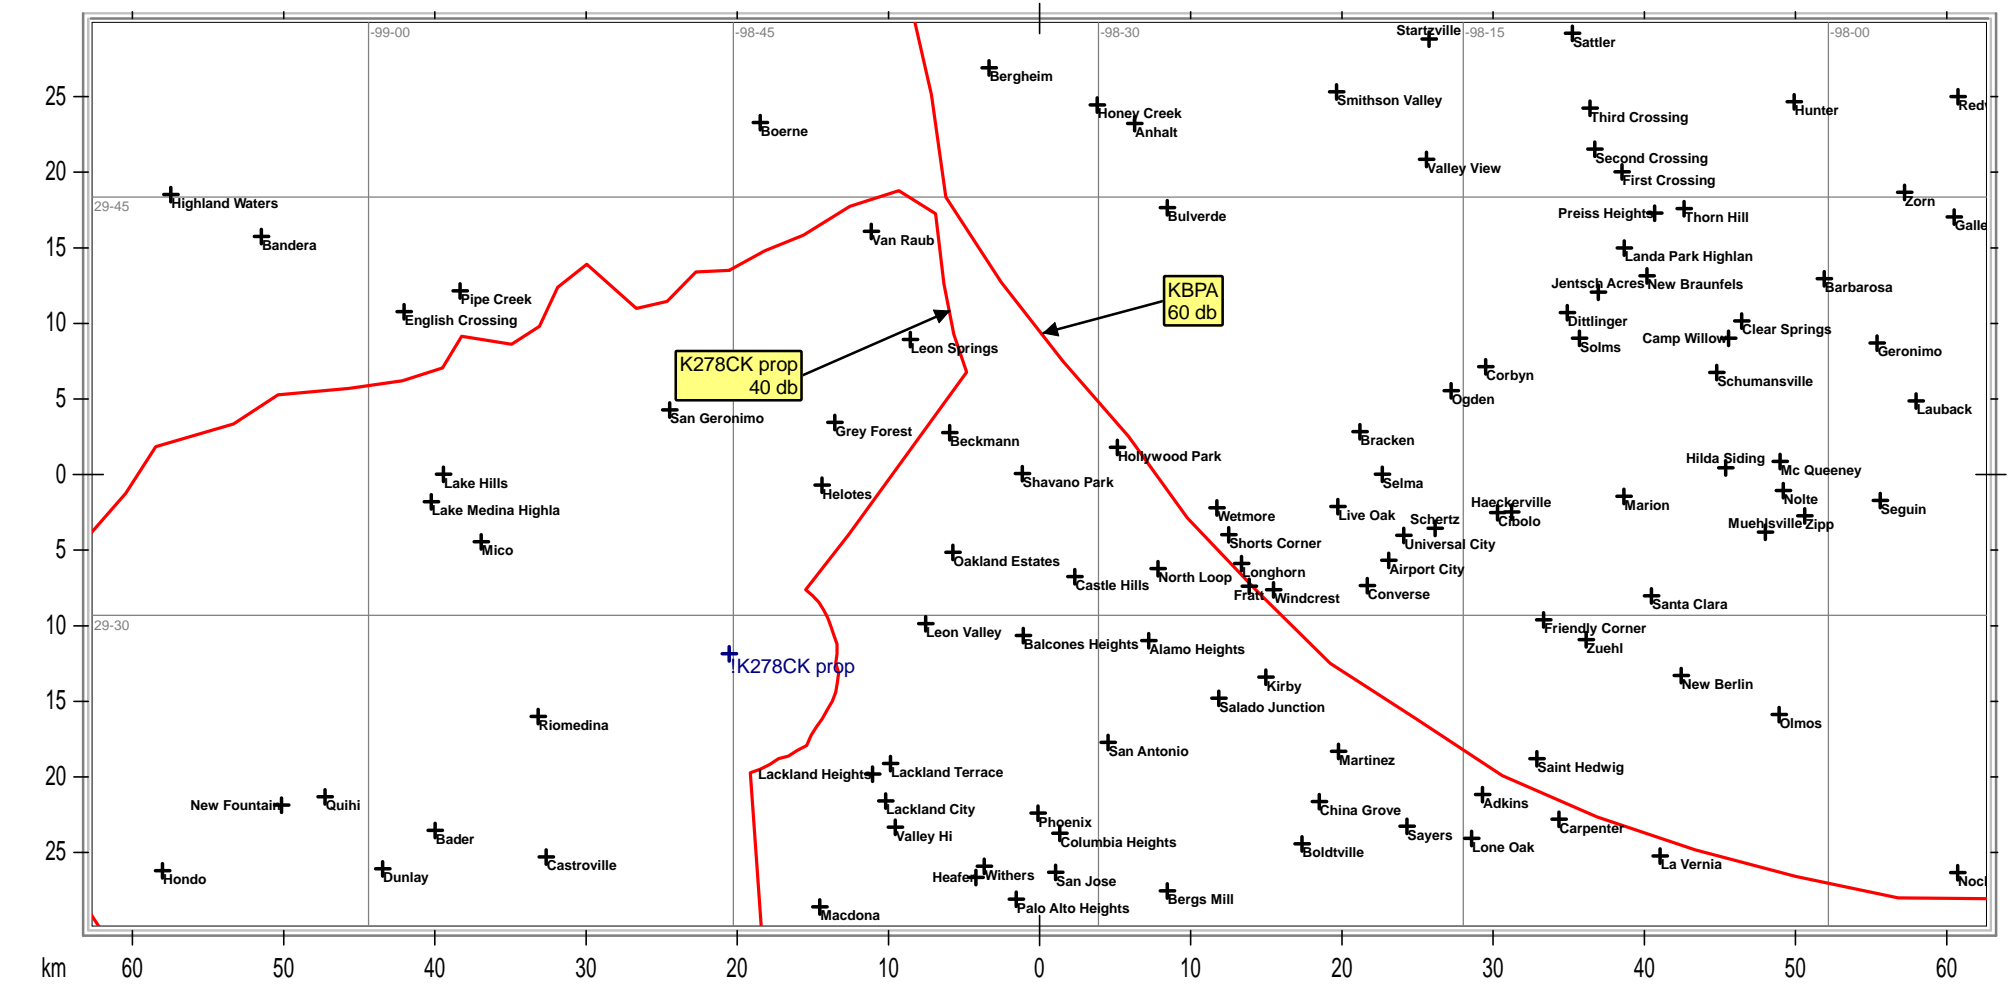 -99-00
-98-45
-98-30
-98-15
-98-00
Startzville
Sattler
Bergheim
25
Smithson Valley
Honey Creek
Third Crossing
Hunter
Red
Boerne
Anhalt
Second Crossing
20
Valley View
First Crossing
Highland Waters
29-45
Zorn
Bulverde
Preiss Heights
Thorn Hill
Galle
15
Bandera
Van Raub
Landa Park Highlan
Jentsch Acres
New Braunfels
Barbarosa
Pipe Creek
KBPA
60 db
10
English Crossing
Dittlinger
Camp Willow
Clear Springs
Leon Springs
Solms
Geronimo
K278CK prop
40 db
Corbyn
Schumansville
5
Ogden
Lauback
San Geronimo
Grey Forest
Beckmann
Bracken
Hollywood Park
Hilda Siding
Mc Queeney
0
Lake Hills
Shavano Park
Selma
Helotes
Nolte
Lake Medina Highla
Haeckerville
Marion
Seguin
Wetmore
Live Oak
Schertz
Cibolo
Muehlsville
Zipp
Mico
Shorts Corner
Universal City
5
Oakland Estates
Longhorn
Airport City
Castle Hills
North Loop
Fratt
Windcrest
Converse
Santa Clara
10
29-30
Leon Valley
Balcones Heights
Alamo Heights
Friendly Corner
Zuehl
!K278CK prop
Kirby
New Berlin
15
Riomedina
Salado Junction
Olmos
San Antonio
Martinez
Saint Hedwig
20
Lackland Heights
Lackland Terrace
New Fountain
Quihi
Lackland City
China Grove
Adkins
Bader
Valley Hi
Phoenix
Columbia Heights
Sayers
Carpenter
25
Castroville
Boldtville
Lone Oak
La Vernia
Hondo
Dunlay
Heafer
Withers
San Jose
Macdona
Palo Alto Heights
Bergs Mill
km 60 50 40 30 20 10 0 10 20 30 40 50 60